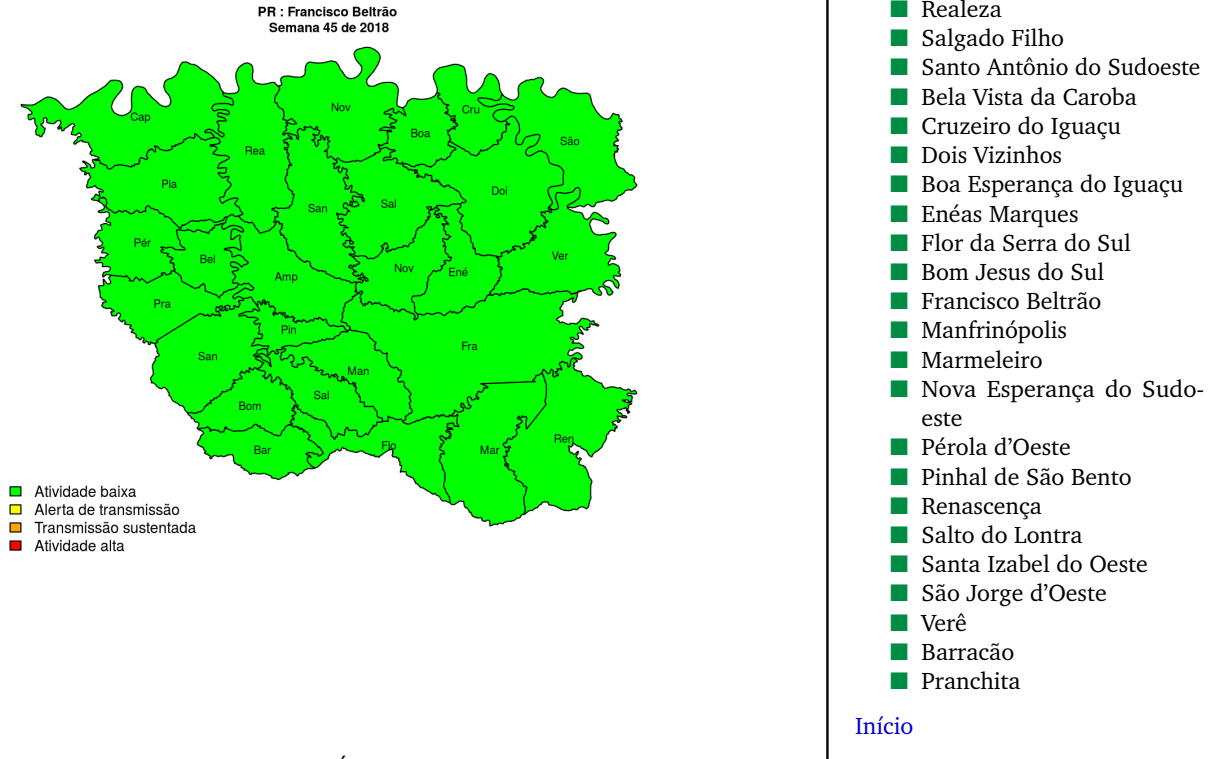 PR : Francisco Beltrão
Semana 45 de 2018
Nov
Cap
Cru
Boa
São
Rea
Pla
Doi
Sal
San
Pér
Ver
Bel
Nov
Ené
Amp
Pra
Pin
Fra
San
Man
Sal
Bom
Ren
Flo
Bar
Mar
Atividade baixa
Alerta de transmissão
Transmissão sustentada
Atividade alta
Realeza
Salgado Filho
Santo Antônio do Sudoeste
Bela Vista da Caroba
Cruzeiro do Iguaçu
Dois Vizinhos
Boa Esperança do Iguaçu
Enéas Marques
Flor da Serra do Sul
Bom Jesus do Sul
Francisco Beltrão
Manfrinópolis
Marmeleiro
Nova Esperança do Sudo-
este
Pérola d'Oeste
Pinhal de São Bento
Renascença
Salto do Lontra
Santa Izabel do Oeste
São Jorge d'Oeste
Verê
Barracão
Pranchita
Início